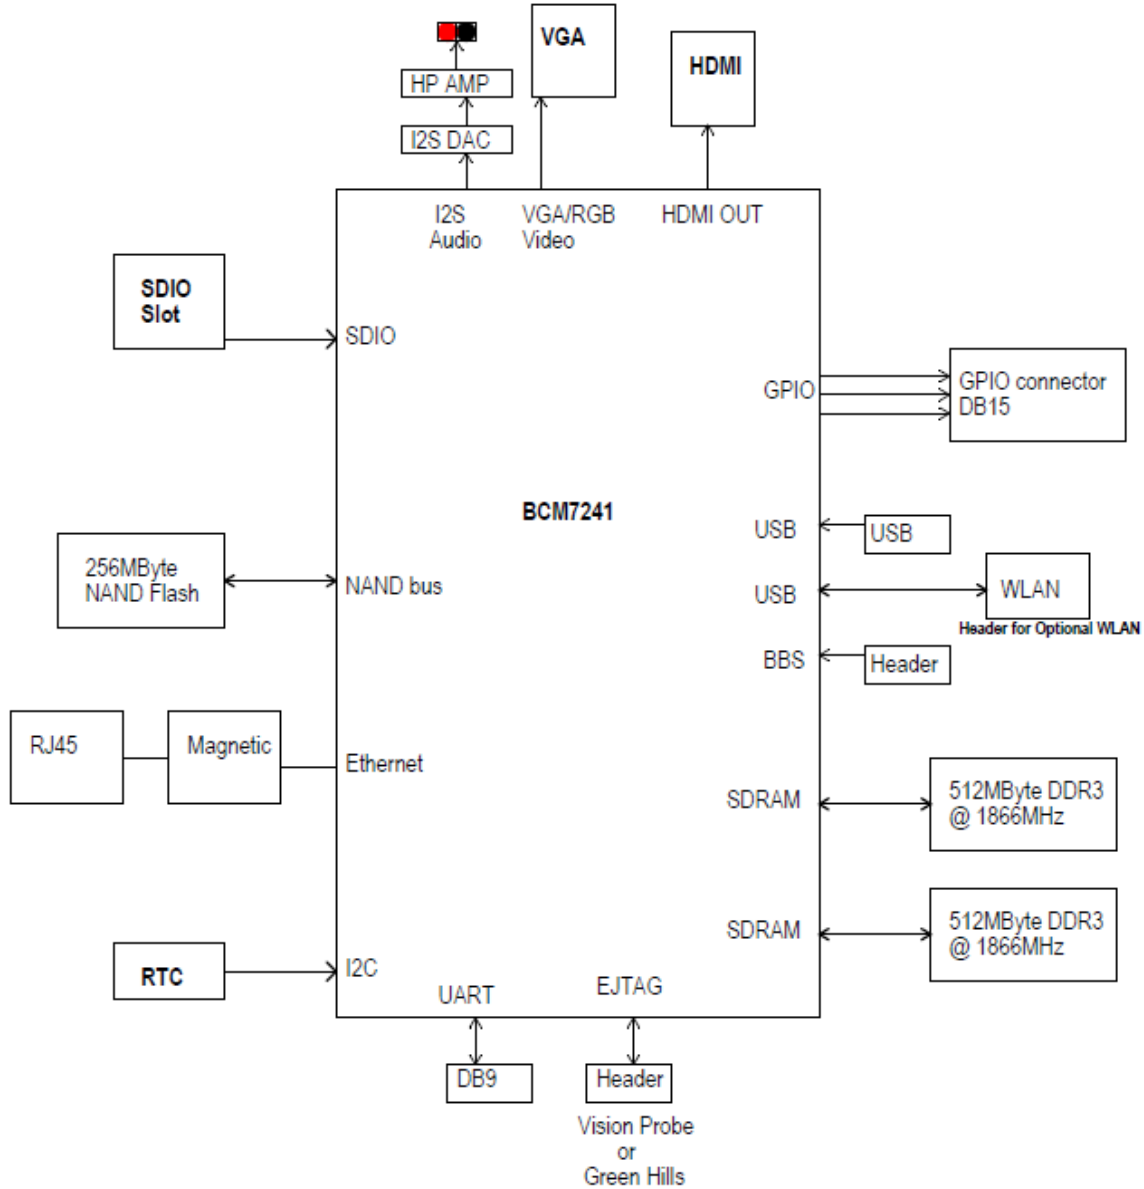 VGA
HDMI
HP AMP
I2S DAC
I2S
Audio
VGA/RGB
Video
HDMI OUT
SDIO
Slot
SDIO
GPIO
GPIO connector
DB15
BCM7241
USB
USB
256MByte
NAND Flash
NAND bus
USB
WLAN
Header for Optional WLAN
BBS
Header
RJ45
Magnetic
Ethernet
SDRAM
512MByte DDR3
@ 1866MHz
SDRAM
512MByte DDR3
@ 1866MHz
RTC
I2C
UART
EJTAG
DB9
Header
Vision Probe
or
Green Hills